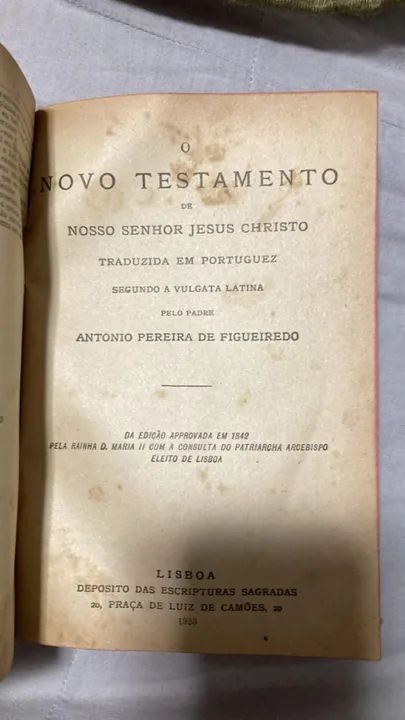 O
NOVO TESTAMENTO
DE
NOSSO SENHOR JESUS CHRISTO
TRADUZIDA EM PORTUGUEZ
SEGUNDO A VULGATA LATINA
PELO PADRE
ANTONIO PEREIRA DE FIGUEIREDO
DA EDIÇÃO APPROVADA EM 1842
PELA RAINHA D. MARIA II COM A CONSULTA DO PATRIARCHA ARCEBISPO
ELEITO DE LISBOA
LISBOA
DEPOSITO DAS ESCRIPTURAS SAGRADAS
20, PRAÇA DE LUIZ DE CAMÕES, 20
1923